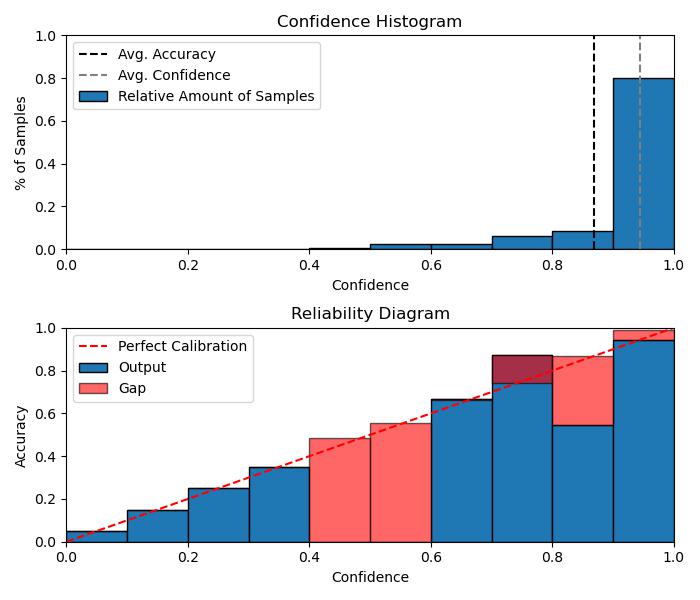 Confidence Histogram
1.0
0.8
0.6
0.4
0.2
0.0
% of Samples
Avg. Accuracy
Avg. Confidence
Relative Amount of Samples
0.0 0.2 0.4 0.6 0.8 1.0
Confidence
Reliability Diagram
1.0
0.8
0.6
0.4
0.2
0.0
Accuracy
Perfect Calibration
Output
Gap
0.0 0.2 0.4 0.6 0.8 1.0
Confidence